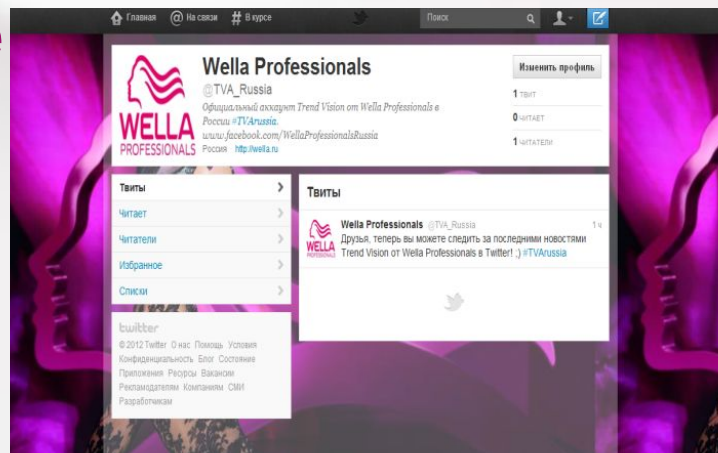 е
Главная На связи В курсе Поиск
Wella Professionals
@TVA_Russia
Официальный аккаунт Trend Vision от Wella Professionals в
России #TVArussia.
www.facebook.com/WellaProfessionalsRussia
Россия http://wella.ru
WELLA
PROFESSIONALS
Изменить профиль
1 ТВИТ
0 ЧИТАЕТ
1 ЧИТАТЕЛИ
Твиты
Читает
Читатели
Избранное
Списки
Твиты
WELLA
PROFESSIONALS
Wella Professionals @TVA_Russia 1 ч
Друзья, теперь вы можете следить за последними новостями
Trend Vision от Wella Professionals в Twitter! ;) #TVArussia
twitter
© 2012 Twitter О нас Помощь Условия
Конфиденциальность Блог Состояние
Приложения Ресурсы Вакансии
Рекламодателям Компаниям СМИ
Разработчикам